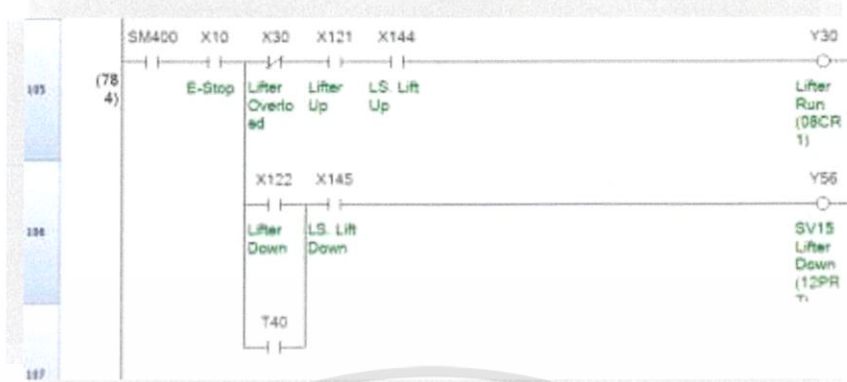 SM400 X10 X30 X121 X144 Y30
105 (78 4) E-Stop Lifter Overlo ad Lifter Up LS. Lift Up Lifter Run (08CR 1)
X122 X145 Y56
106 Lifter Down LS. Lift Down SV15 Lifter Down (12PR
T40
107